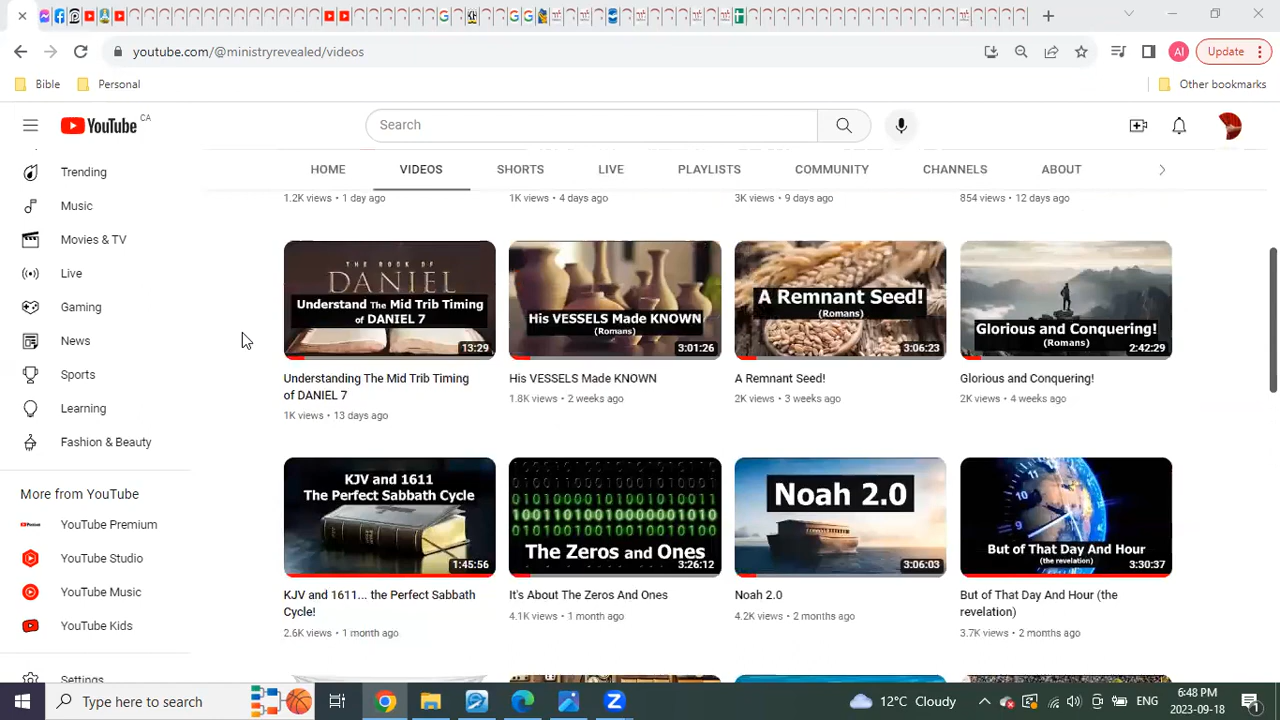 youtube.com/@ministryrevealed/videos
Update
Bible
Personal
Other bookmarks
YouTube CA
Search
Trending
Music
Movies & TV
Live
Gaming
News
Sports
Learning
Fashion & Beauty
More from YouTube
YouTube Premium
YouTube Studio
YouTube Music
YouTube Kids
Settings
HOME VIDEOS SHORTS LIVE PLAYLISTS COMMUNITY CHANNELS ABOUT
1.2K views • 1 day ago
1K views • 4 days ago
3K views • 9 days ago
854 views • 12 days ago
THE BOOK OF
DANIEL
Understand The Mid Trib Timing
of DANIEL 7
13:29
Understanding The Mid Trib Timing
of DANIEL 7
1K views • 13 days ago
His VESSELS Made KNOWN
(Romans)
3:01:26
His VESSELS Made KNOWN
1.8K views • 2 weeks ago
A Remnant Seed!
(Romans)
3:06:23
A Remnant Seed!
2K views • 3 weeks ago
Glorious and Conquering!
(Romans)
2:42:29
Glorious and Conquering!
2K views • 4 weeks ago
KJV and 1611
The Perfect Sabbath Cycle
1:45:56
KJV and 1611... the Perfect Sabbath
Cycle!
2.6K views • 1 month ago
The Zeros and Ones
3:26:12
It's About The Zeros And Ones
4.1K views • 1 month ago
Noah 2.0
3:06:03
Noah 2.0
4.2K views • 2 months ago
But of That Day And Hour
(the revelation)
3:30:37
But of That Day And Hour (the
revelation)
3.7K views • 2 months ago
Type here to search
12°C Cloudy
ENG
6:48 PM
2023-09-18